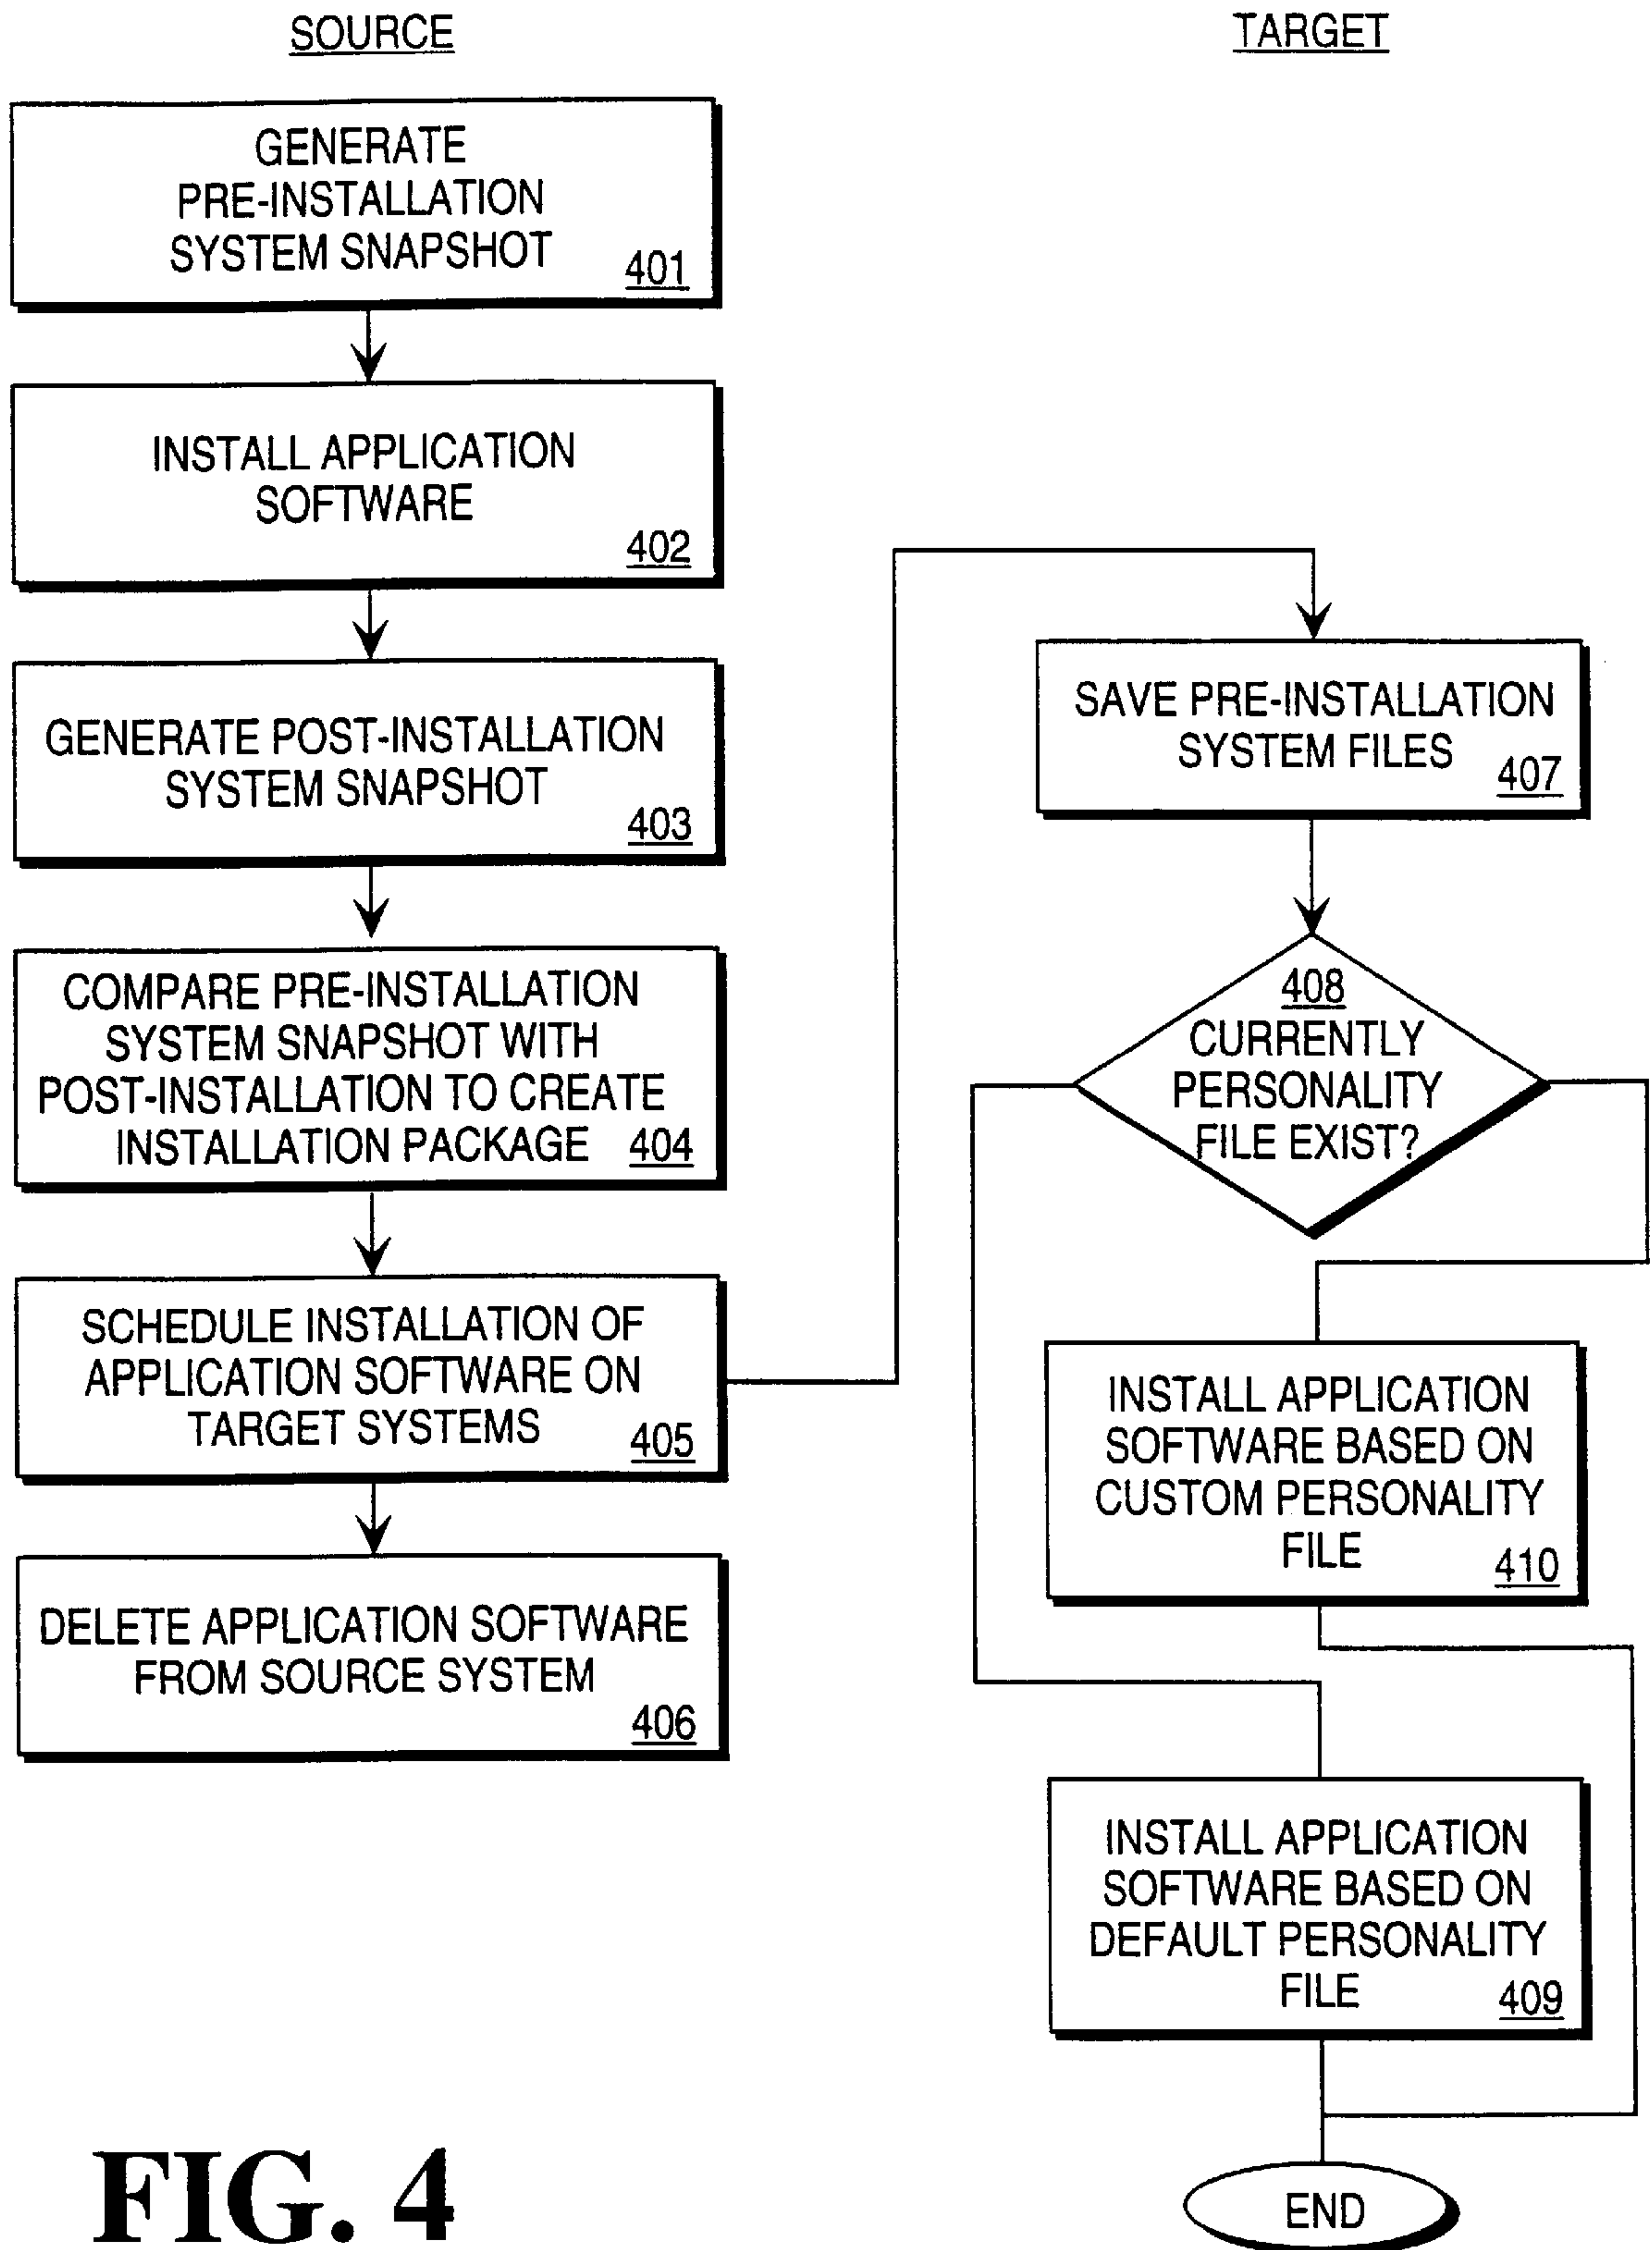 SOURCE
GENERATE
PRE-INSTALLATION
SYSTEM SNAPSHOT
401
INSTALL APPLICATION
SOFTWARE
402
GENERATE POST-INSTALLATION
SYSTEM SNAPSHOT
403
COMPARE PRE-INSTALLATION
SYSTEM SNAPSHOT WITH
POST-INSTALLATION TO CREATE
INSTALLATION PACKAGE 404
SCHEDULE INSTALLATION OF
APPLICATION SOFTWARE ON
TARGET SYSTEMS
405
DELETE APPLICATION SOFTWARE
FROM SOURCE SYSTEM
406
TARGET
SAVE PRE-INSTALLATION
SYSTEM FILES
407
408
CURRENTLY
PERSONALITY
FILE EXIST?
INSTALL APPLICATION
SOFTWARE BASED ON
CUSTOM PERSONALITY
FILE
410
INSTALL APPLICATION
SOFTWARE BASED ON
DEFAULT PERSONALITY
FILE
409
END
FIG. 4